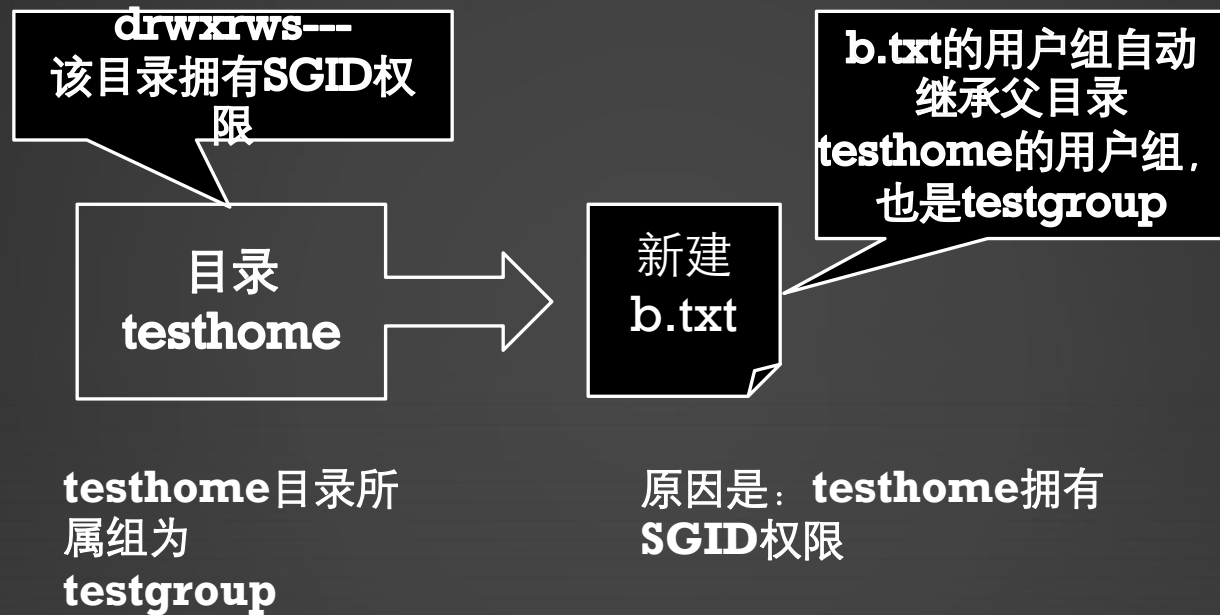 drwxrws---
该目录拥有SGID权
限
b.txt的用户组自动
继承父目录
testhome的用户组，
也是testgroup
目录
testhome
新建
b.txt
testhome目录所
属组为
testgroup
原因是：testhome拥有
SGID权限